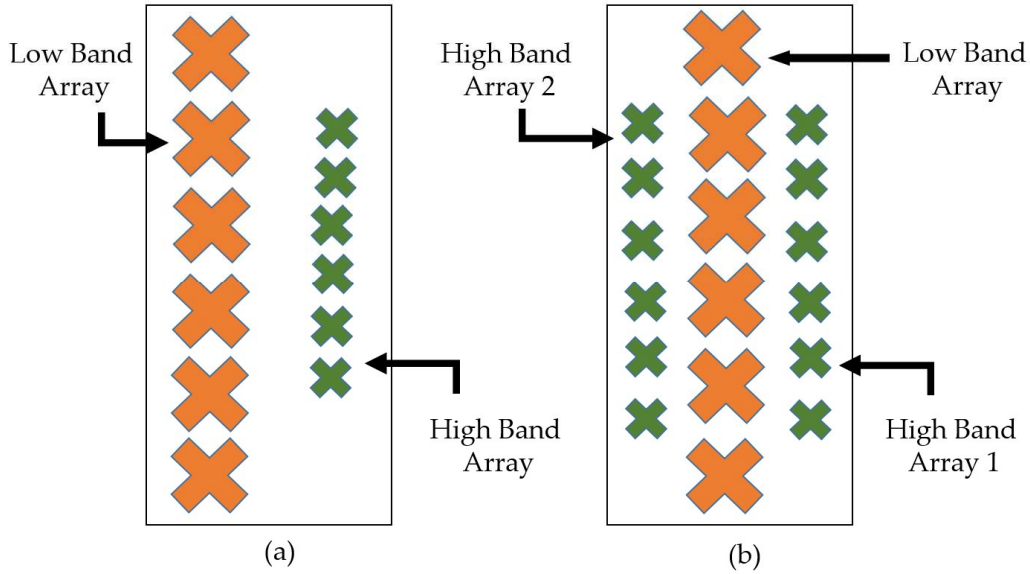 Low Band
Array
High Band
Array
(a)
High Band
Array 2
Low Band
Array
High Band
Array 1
(b)